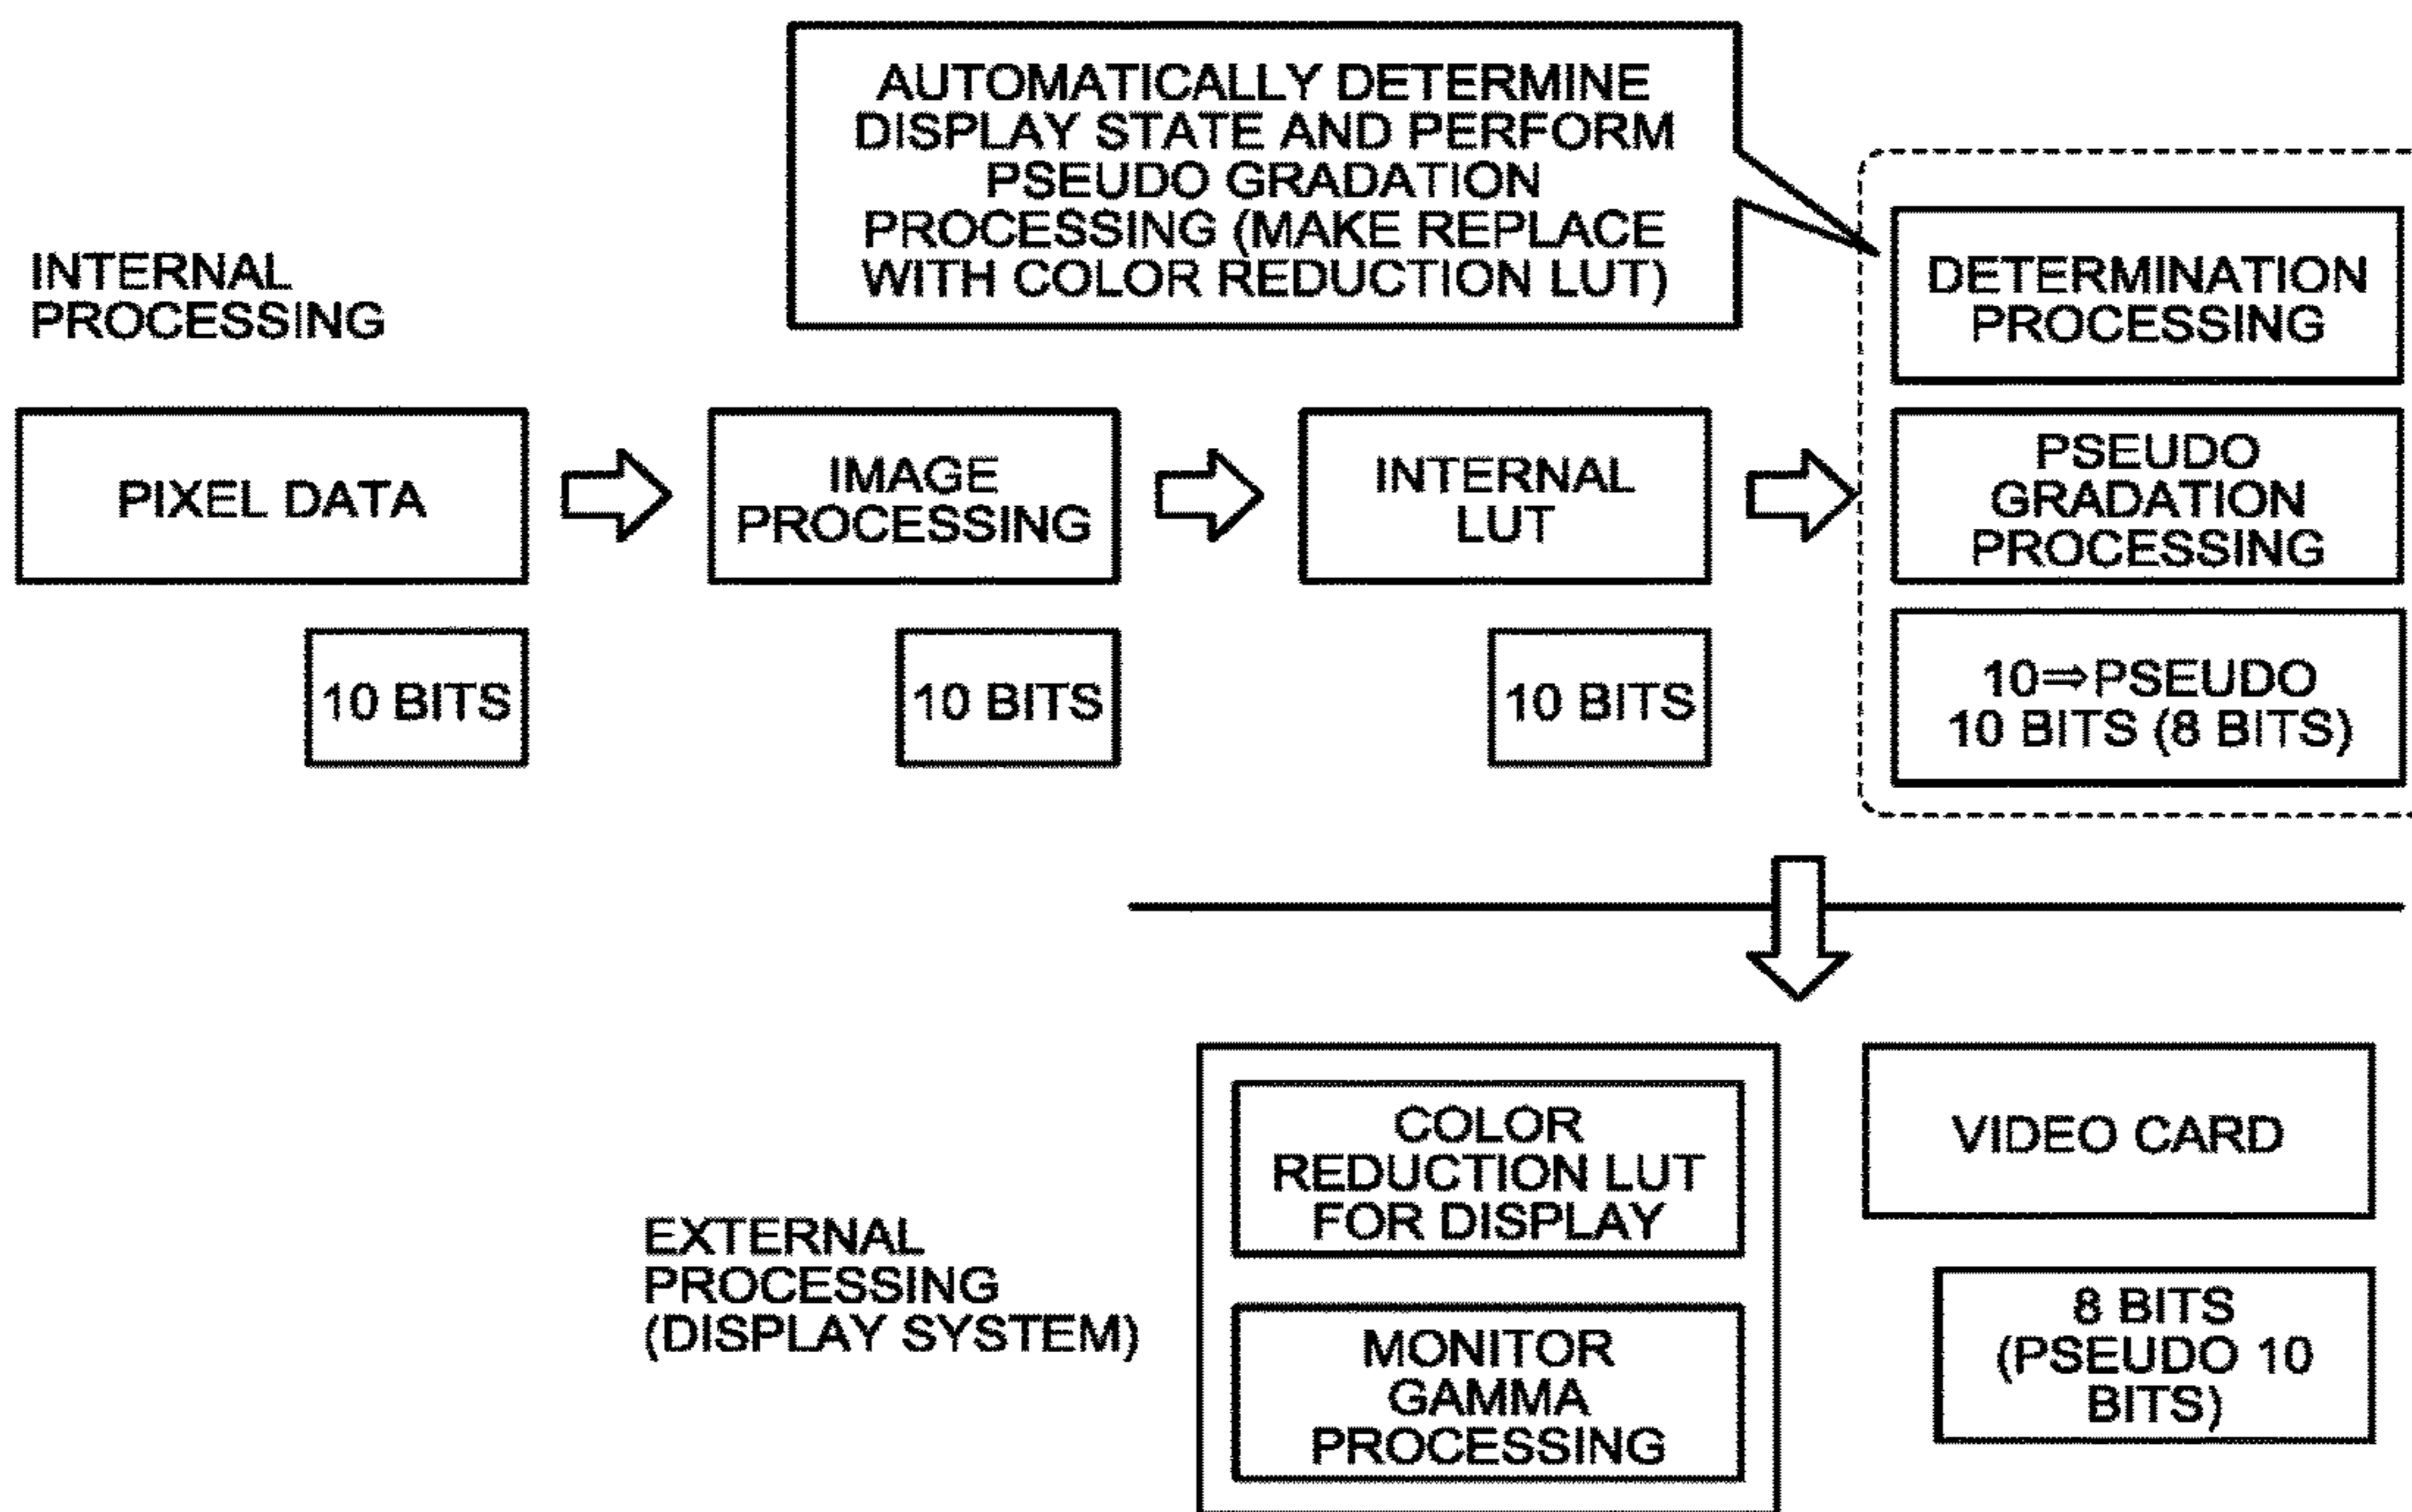 AUTOMATICALLY DETERMINE
DISPLAY STATE AND PERFORM
PSEUDO GRADATION
PROCESSING (MAKE REPLACE
WITH COLOR REDUCTION LUT)
INTERNAL
PROCESSING
DETERMINATION
PROCESSING
PIXEL DATA
IMAGE
PROCESSING
INTERNAL
LUT
PSEUDO
GRADATION
PROCESSING
10 BITS
10 BITS
10 BITS
10⇒PSEUDO
10 BITS (8 BITS)
EXTERNAL
PROCESSING
(DISPLAY SYSTEM)
COLOR
REDUCTION LUT
FOR DISPLAY
VIDEO CARD
MONITOR
GAMMA
PROCESSING
8 BITS
(PSEUDO 10
BITS)